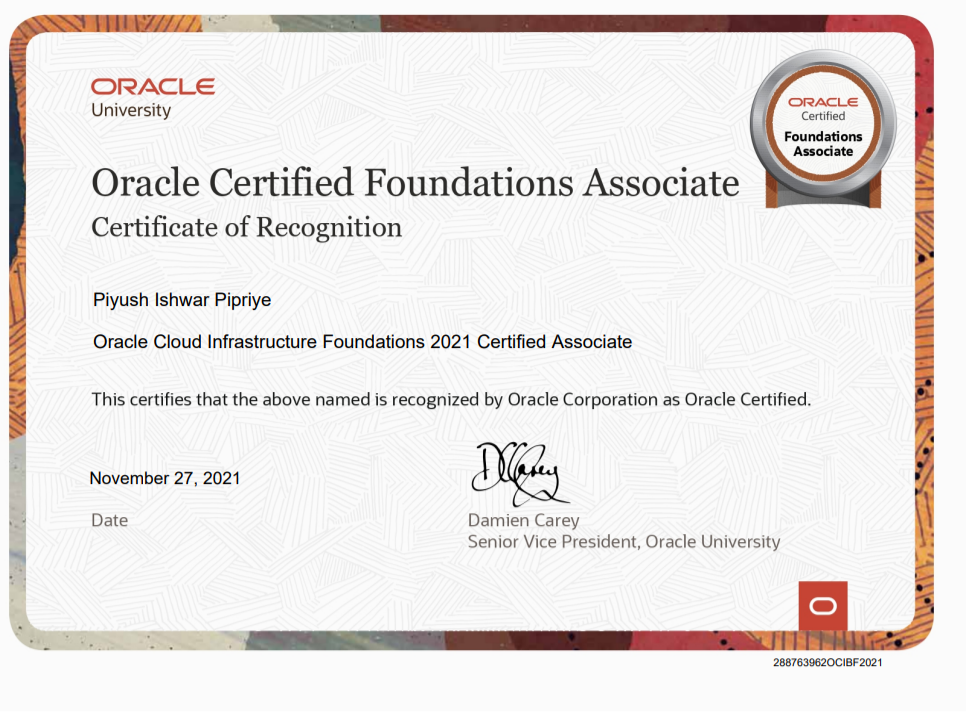 ORACLE
University
ORACLE
Certified
Foundations
Associate
Oracle Certified Foundations Associate
Certificate of Recognition
Piyush Ishwar Pipriye
Oracle Cloud Infrastructure Foundations 2021 Certified Associate
This certifies that the above named is recognized by Oracle Corporation as Oracle Certified.
DCarey
November 27, 2021
Date
Damien Carey
Senior Vice President, Oracle University
288763962OCIBF2021